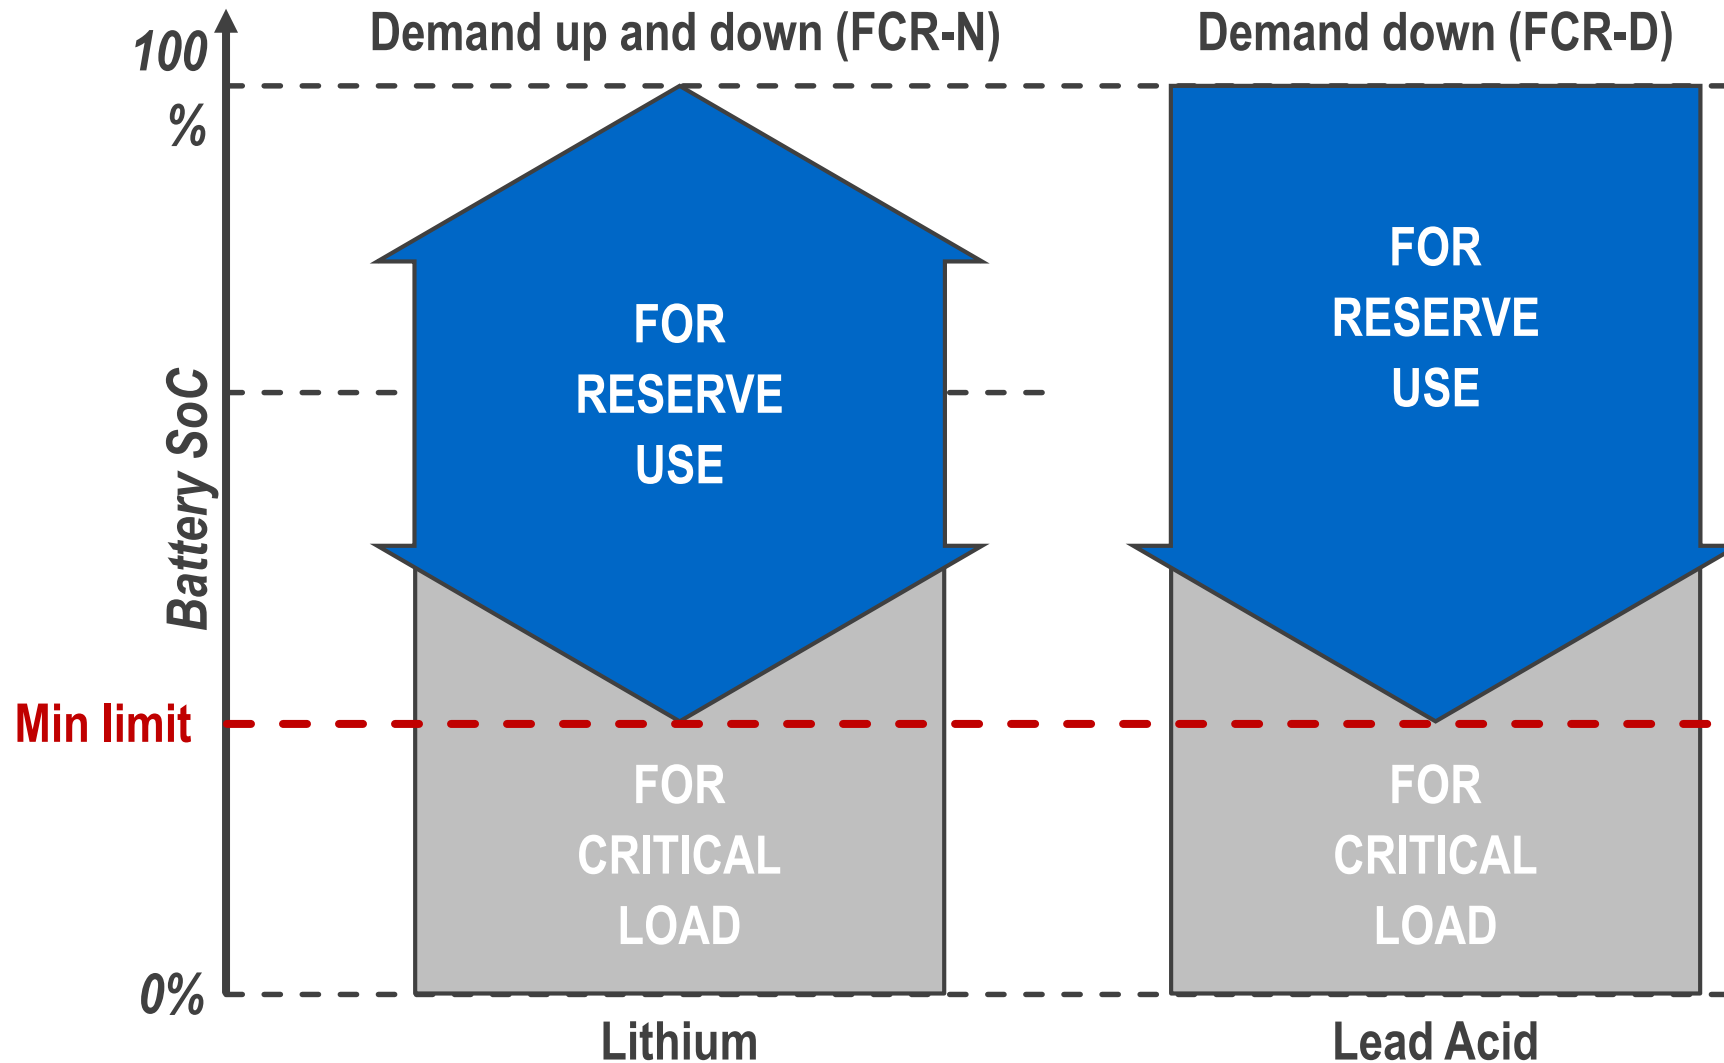 Demand up and down (FCR-N)
Demand down (FCR-D)
100
%
Battery SoC
Min limit
0%
FOR
RESERVE
USE
FOR
CRITICAL
LOAD
Lithium
FOR
RESERVE
USE
FOR
CRITICAL
LOAD
Lead Acid